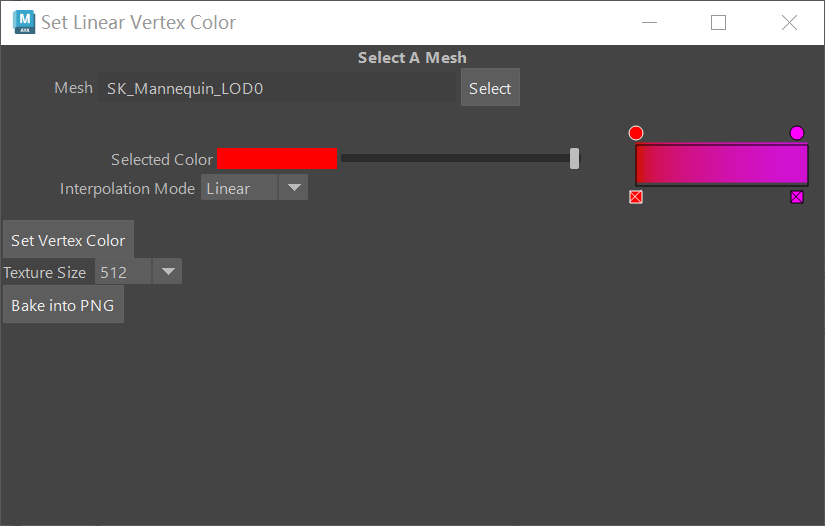 M
AYA
Set Linear Vertex Color
Select A Mesh
Mesh SK_Mannequin_LOD0 Select
Selected Color
Interpolation Mode Linear
Set Vertex Color
Texture Size 512
Bake into PNG